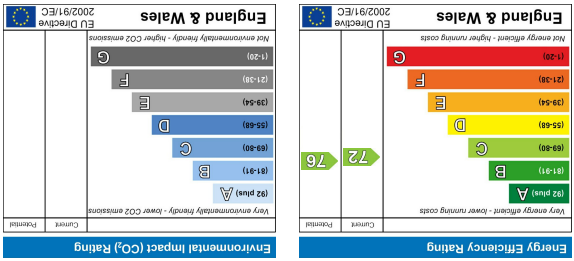 Energy Efficiency Rating
Current
Potential
Very energy efficient - lower running costs
(92 plus) A
(81-91) B
(69-80) C
(55-68) D
(39-54) E
(21-38) F
(1-20) G
72
76
Not energy efficient - higher running costs
England & Wales
EU Directive
2002/91/EC
Environmental Impact (CO₂) Rating
Current
Potential
Very environmentally friendly - lower CO2 emissions
(92 plus) A
(81-91) B
(69-80) C
(55-68) D
(39-54) E
(21-38) F
(1-20) G
Not environmentally friendly - higher CO2 emissions
England & Wales
EU Directive
2002/91/EC